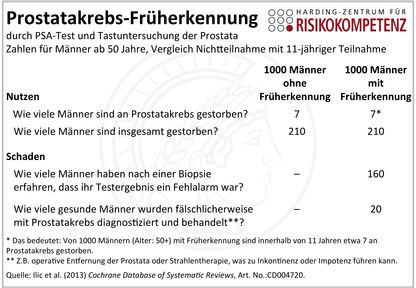 Prostatakrebs-Früherkennung
HARDING-ZENTRUM FÜR
RISIKOKOMPETENZ
durch PSA-Test und Tastuntersuchung der Prostata
Zahlen für Männer ab 50 Jahre, Vergleich Nichtteilnahme mit 11-jähriger Teilnahme
1000 Männer 1000 Männer
ohne mit
Nutzen Früherkennung Früherkennung
Wie viele Männer sind an Prostatakrebs gestorben? 7 7*
Wie viele Männer sind insgesamt gestorben? 210 210
Schaden
Wie viele Männer haben nach einer Biopsie
erfahren, dass ihr Testergebnis ein Fehlalarm war? – 160
Wie viele gesunde Männer wurden fälschlicherweise
mit Prostatakrebs diagnostiziert und behandelt**? – 20
* Das bedeutet: Von 1000 Männern (Alter: 50+) mit Früherkennung sind innerhalb von 11 Jahren etwa 7 an
Prostatakrebs gestorben.
** Z.B. operative Entfernung der Prostata oder Strahlentherapie, was zu Inkontinenz oder Impotenz führen kann.
Quelle: Ilic et al. (2013) Cochrane Database of Systematic Reviews, Art. No.:CD004720.